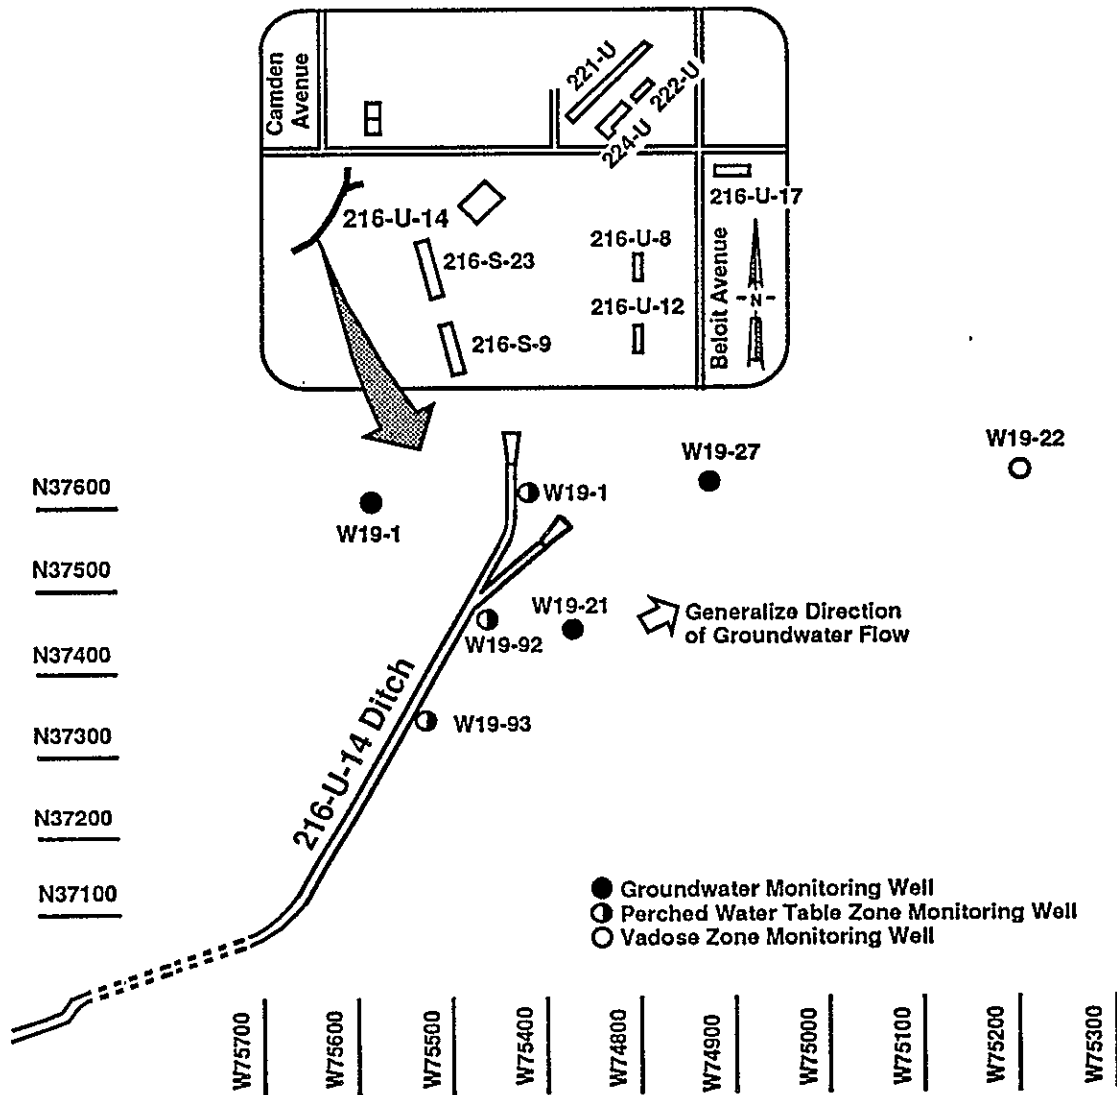 Camden
Avenue
221-U
222-U
224-U
216-U-17
216-U-14
216-S-23
216-U-8
216-U-12
216-S-9
Beloit Avenue
N
W19-22
W19-27
N37600
W19-1
W19-1
N37500
W19-21
Generalize Direction
of Groundwater Flow
W19-92
N37400
216-U-14 Ditch
W19-93
N37300
N37200
N37100
Groundwater Monitoring Well
Perched Water Table Zone Monitoring Well
Vadose Zone Monitoring Well
W75700
W75600
W75500
W75400
W74800
W74900
W75000
W75100
W75200
W75300